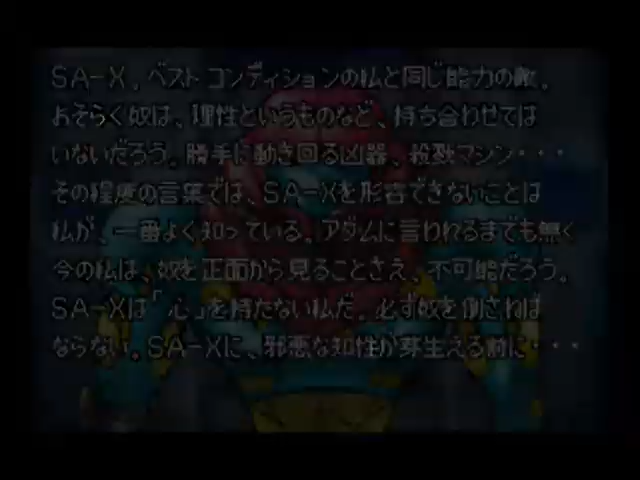 SA-X。ベストコンディションの私と同じ能力の敵。
おそらく奴は、理性というものなど、持ち合わせては
いないだろう。勝手に動き回る凶器、殺戮マシン・・・
その程度の言葉では、SA-Xを形容できないことは
私が、一番よく知っている。アダムに言われるまでも無く
今の私は、奴を正面から見ることさえ、不可能だろう。
SA-Xは「心」を持たない私だ。必ず奴を倒さねば
ならない。SA-Xに、邪悪な知性が芽生える前に・・・